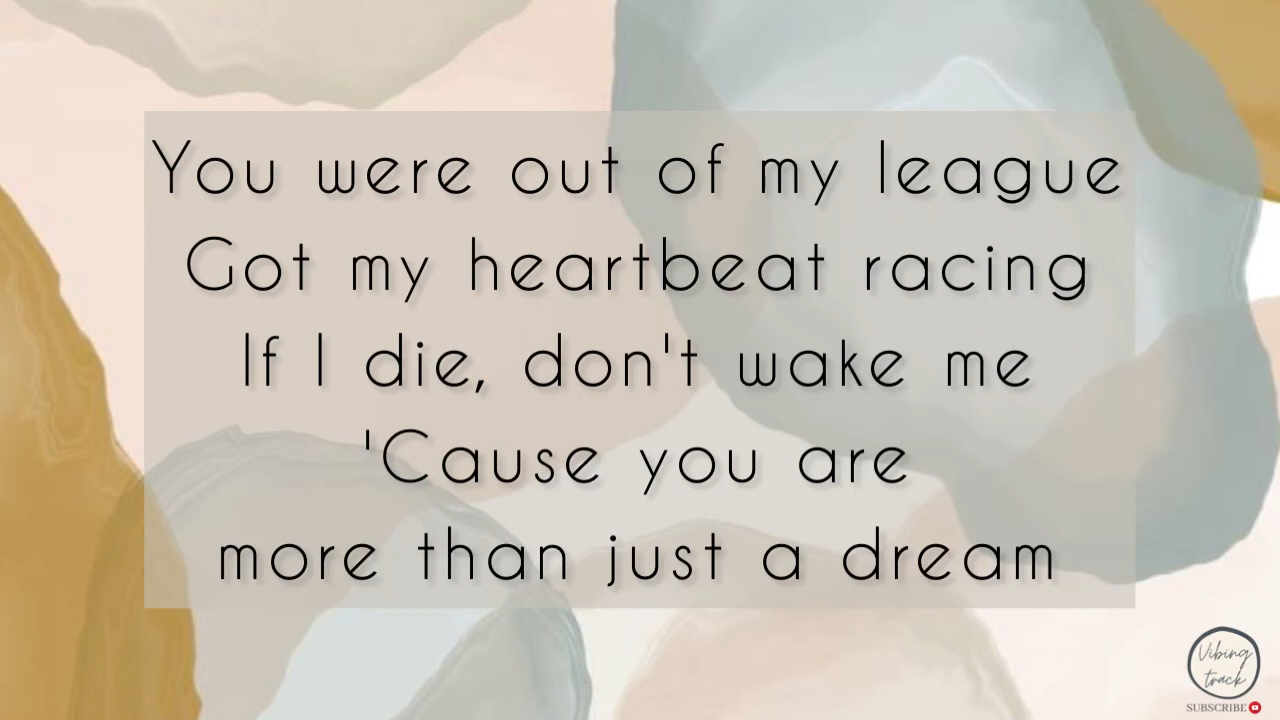 You were out of my league
Got my heartbeat racing
If I die, don't wake me
'Cause you are
more than just a dream
Vibing
track
SUBSCRIBE